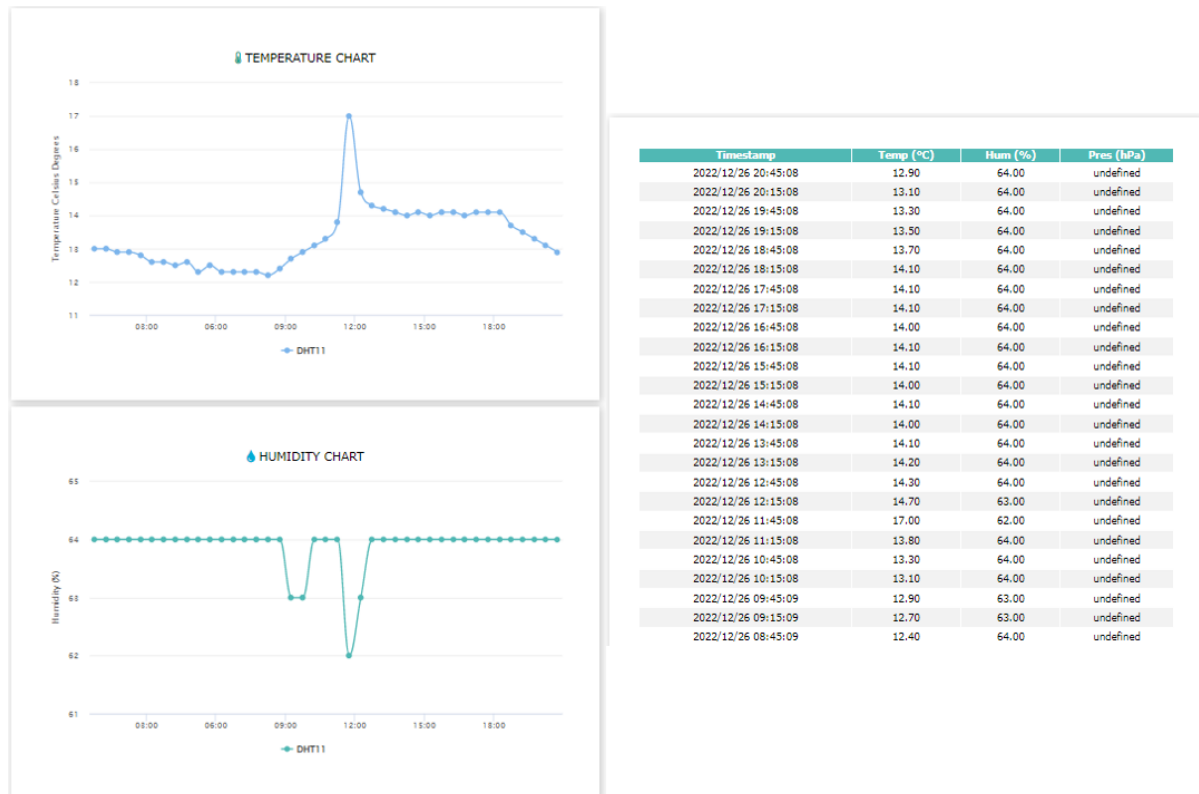 TEMPERATURE CHART
18
17
16
15
14
13
12
11
Temperature Celsius Degrees
03:00 06:00 09:00 12:00 15:00 18:00
DHT11
HUMIDITY CHART
65
64
63
62
61
Humidity (%)
03:00 06:00 09:00 12:00 15:00 18:00
DHT11
Timestamp Temp (°C) Hum (%) Pres (hPa)
2022/12/26 20:45:08 12.90 64.00 undefined
2022/12/26 20:15:08 13.10 64.00 undefined
2022/12/26 19:45:08 13.30 64.00 undefined
2022/12/26 19:15:08 13.50 64.00 undefined
2022/12/26 18:45:08 13.70 64.00 undefined
2022/12/26 18:15:08 14.10 64.00 undefined
2022/12/26 17:45:08 14.10 64.00 undefined
2022/12/26 17:15:08 14.10 64.00 undefined
2022/12/26 16:45:08 14.00 64.00 undefined
2022/12/26 16:15:08 14.10 64.00 undefined
2022/12/26 15:45:08 14.10 64.00 undefined
2022/12/26 15:15:08 14.00 64.00 undefined
2022/12/26 14:45:08 14.10 64.00 undefined
2022/12/26 14:15:08 14.00 64.00 undefined
2022/12/26 13:45:08 14.10 64.00 undefined
2022/12/26 13:15:08 14.20 64.00 undefined
2022/12/26 12:45:08 14.30 64.00 undefined
2022/12/26 12:15:08 14.70 63.00 undefined
2022/12/26 11:45:08 17.00 62.00 undefined
2022/12/26 11:15:08 13.80 64.00 undefined
2022/12/26 10:45:08 13.30 64.00 undefined
2022/12/26 10:15:08 13.10 64.00 undefined
2022/12/26 09:45:09 12.90 63.00 undefined
2022/12/26 09:15:09 12.70 63.00 undefined
2022/12/26 08:45:09 12.40 64.00 undefined